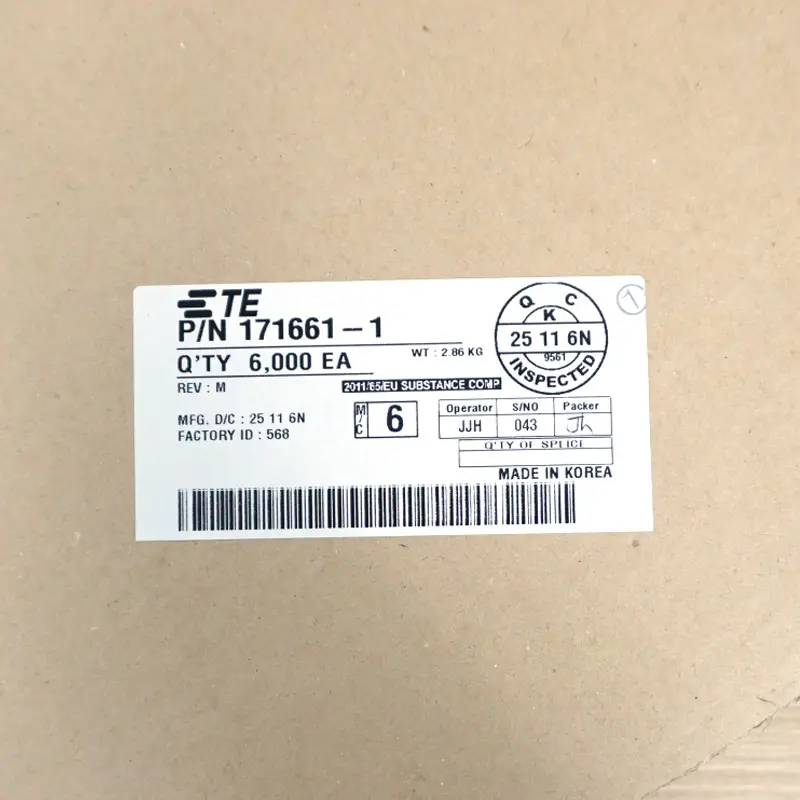 TE
P/N 171661-1
Q'TY 6,000 EA
WT : 2.86 KG
REV : M
2011/65/EU SUBSTANCE COMP
MFG. D/C : 25 11 6N
FACTORY ID : 568
M/C 6
Operator S/NO Packer
JJH 043 Jh
Q'TY OF SPLICE
MADE IN KOREA
Q C
K
25 11 6N
9561
INSPECTED
1